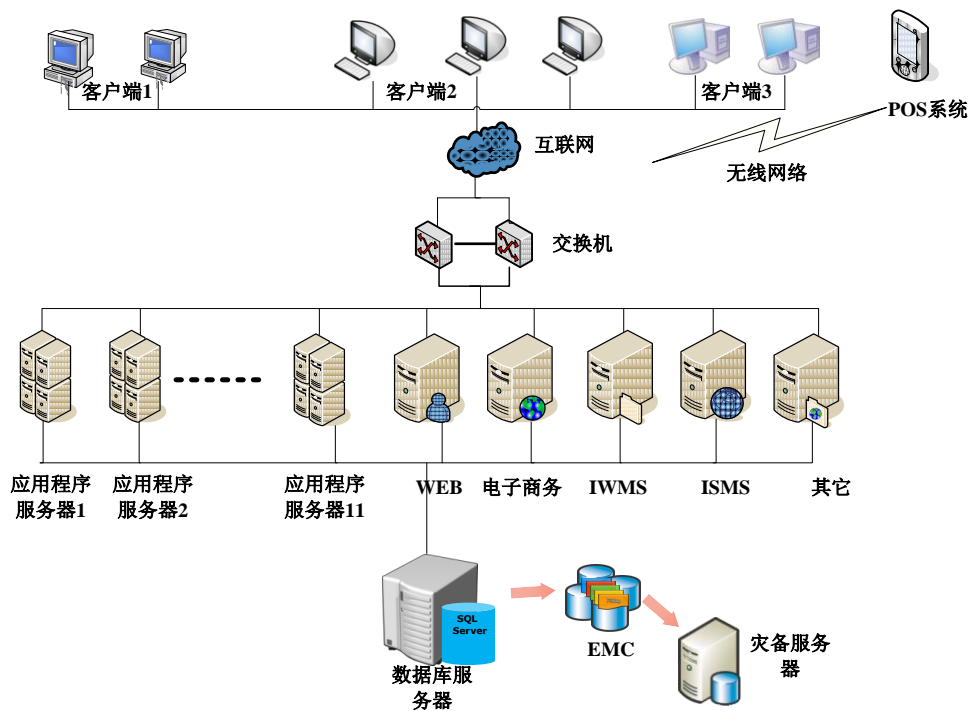 客户端1
客户端2
客户端3
POS系统
互联网
无线网络
交换机
应用程序
服务器1
应用程序
服务器2
应用程序
服务器11
WEB
电子商务
IWMS
ISMS
其它
SQL
Server
数据库服
务器
EMC
灾备服务
器